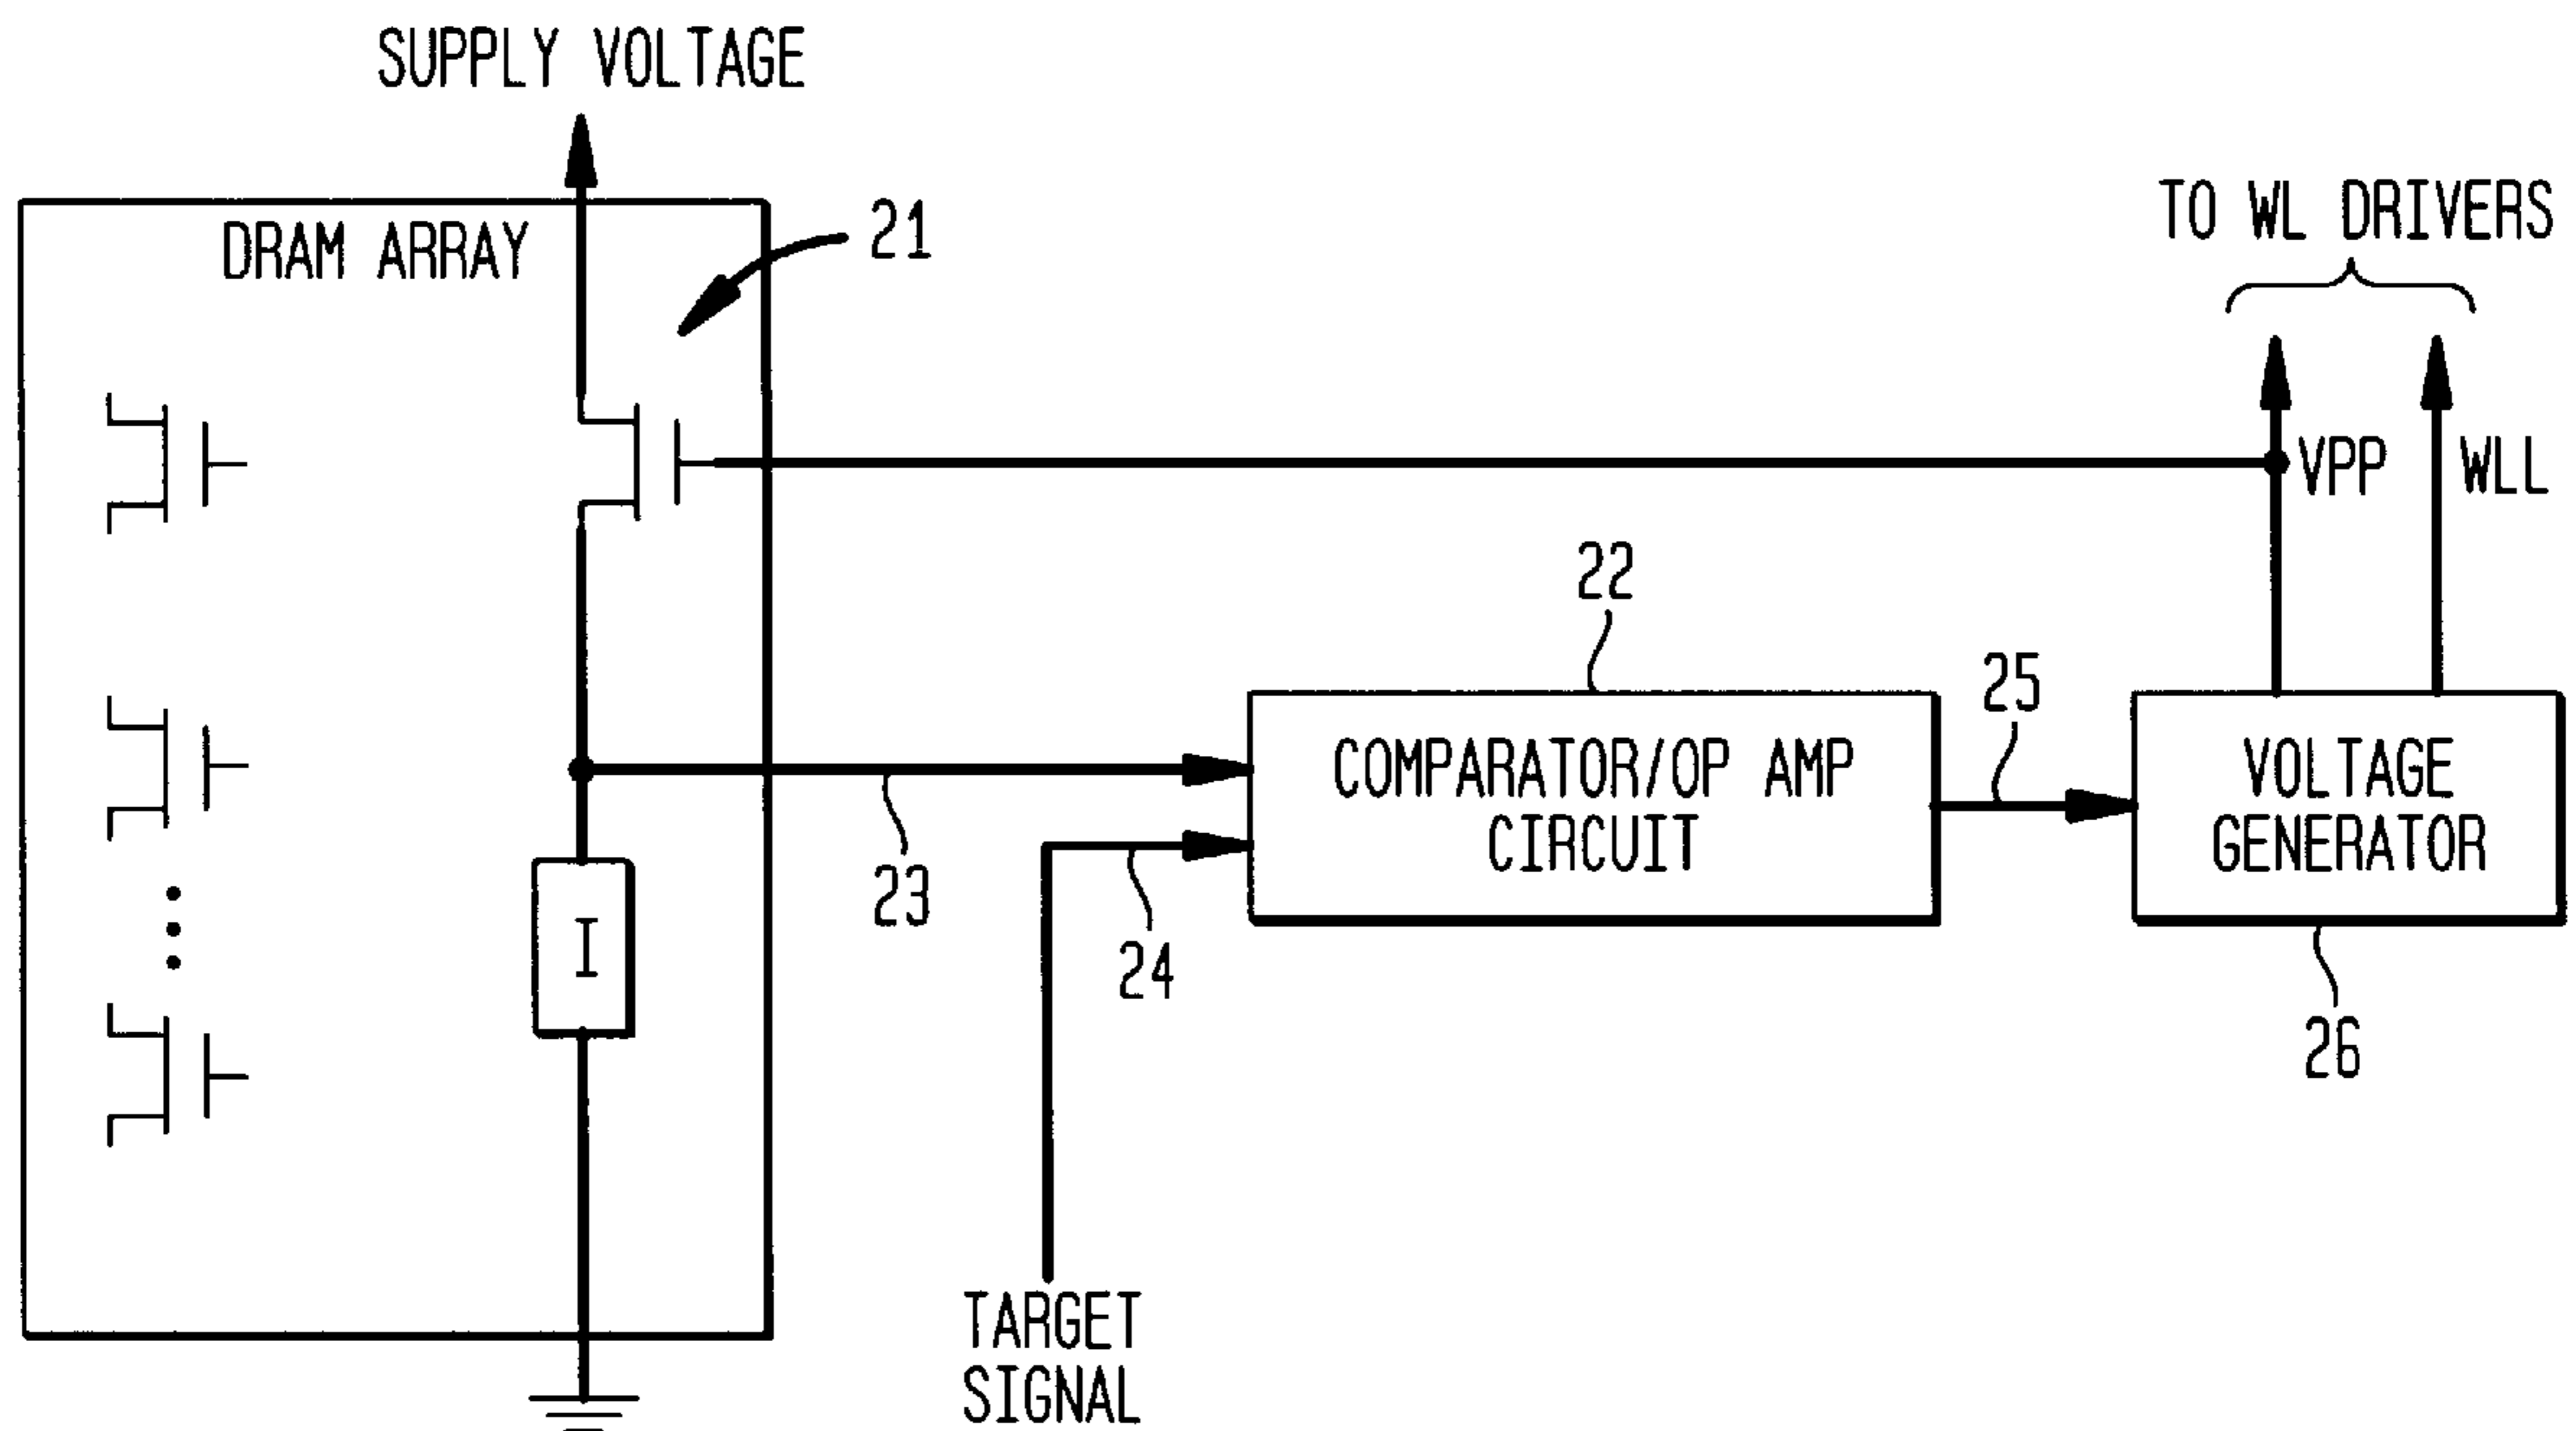 SUPPLY VOLTAGE
DRAM ARRAY
21
TO WL DRIVERS
VPP
WLL
22
25
COMPARATOR/OP AMP
CIRCUIT
VOLTAGE
GENERATOR
23
24
I
26
TARGET
SIGNAL